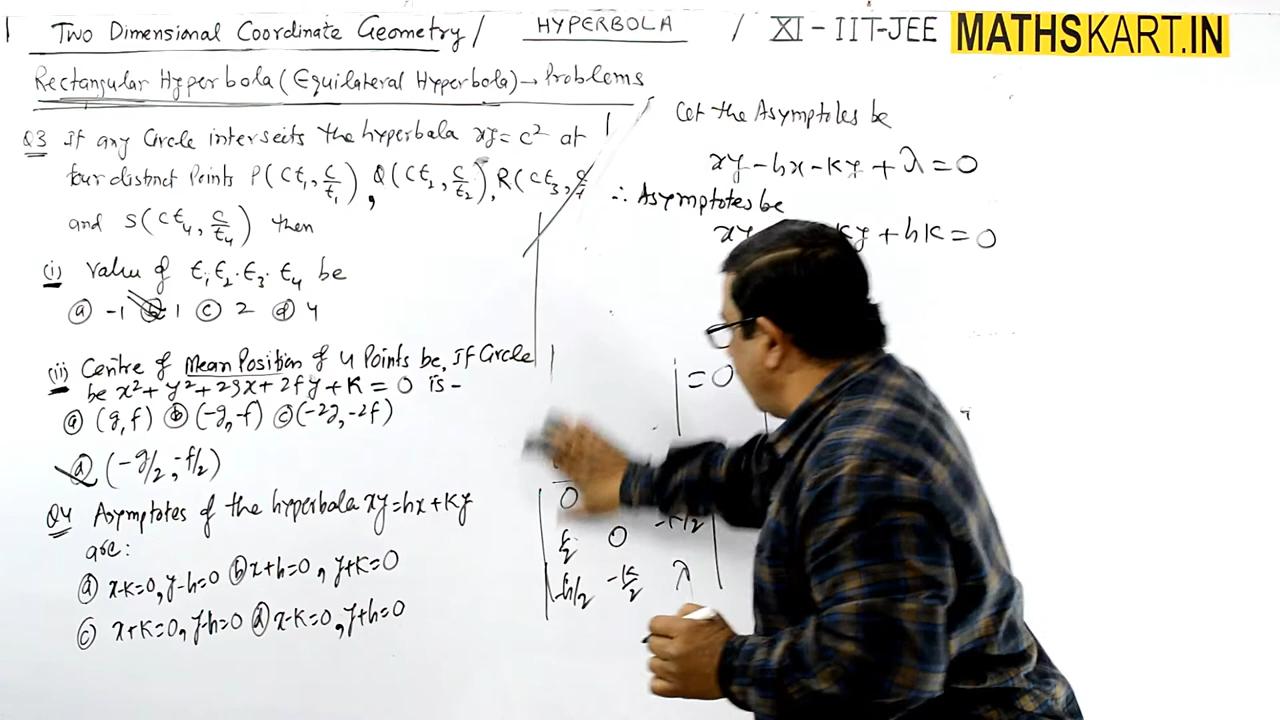 Two Dimensional Coordinate Geometry / HYPERBOLA / XI - IIT-JEE MATHSKART.IN
Rectangular Hyperbola (Equilateral Hyperbola) → Problems
Q3 If any Circle intersects the hyperbola xy = c² at
four distinct Points P(ct₁, c/t₁), Q(ct₂, c/t₂), R(ct₃, c/t
and S(ct₄, c/t₄) then
(i) Value of t₁ t₂ · t₃ · t₄ be
(a) -1 (b) 1 (c) 2 (d) 4
(ii) Centre of Mean Position of 4 Points be, If Circle
be x² + y² + 2gx + 2fy + K = 0 is -
(a) (g, f) (b) (-g, -f) (c) (-2g, -2f)
(d) (-g/2, -f/2)
Q4 Asymptotes of the hyperbola xy = hx + Ky
are:
(a) x-K=0, y-h=0 (b) x+h=0, y+K=0
(c) x+K=0, y-h=0 (d) x-K=0, y+h=0
Let the Asymptotes be
xy - hx - Ky + λ = 0
∴ Asymptotes be
xy Ky + hK = 0
= 0
0
0 -K/2
-h/2 -K/2 λ